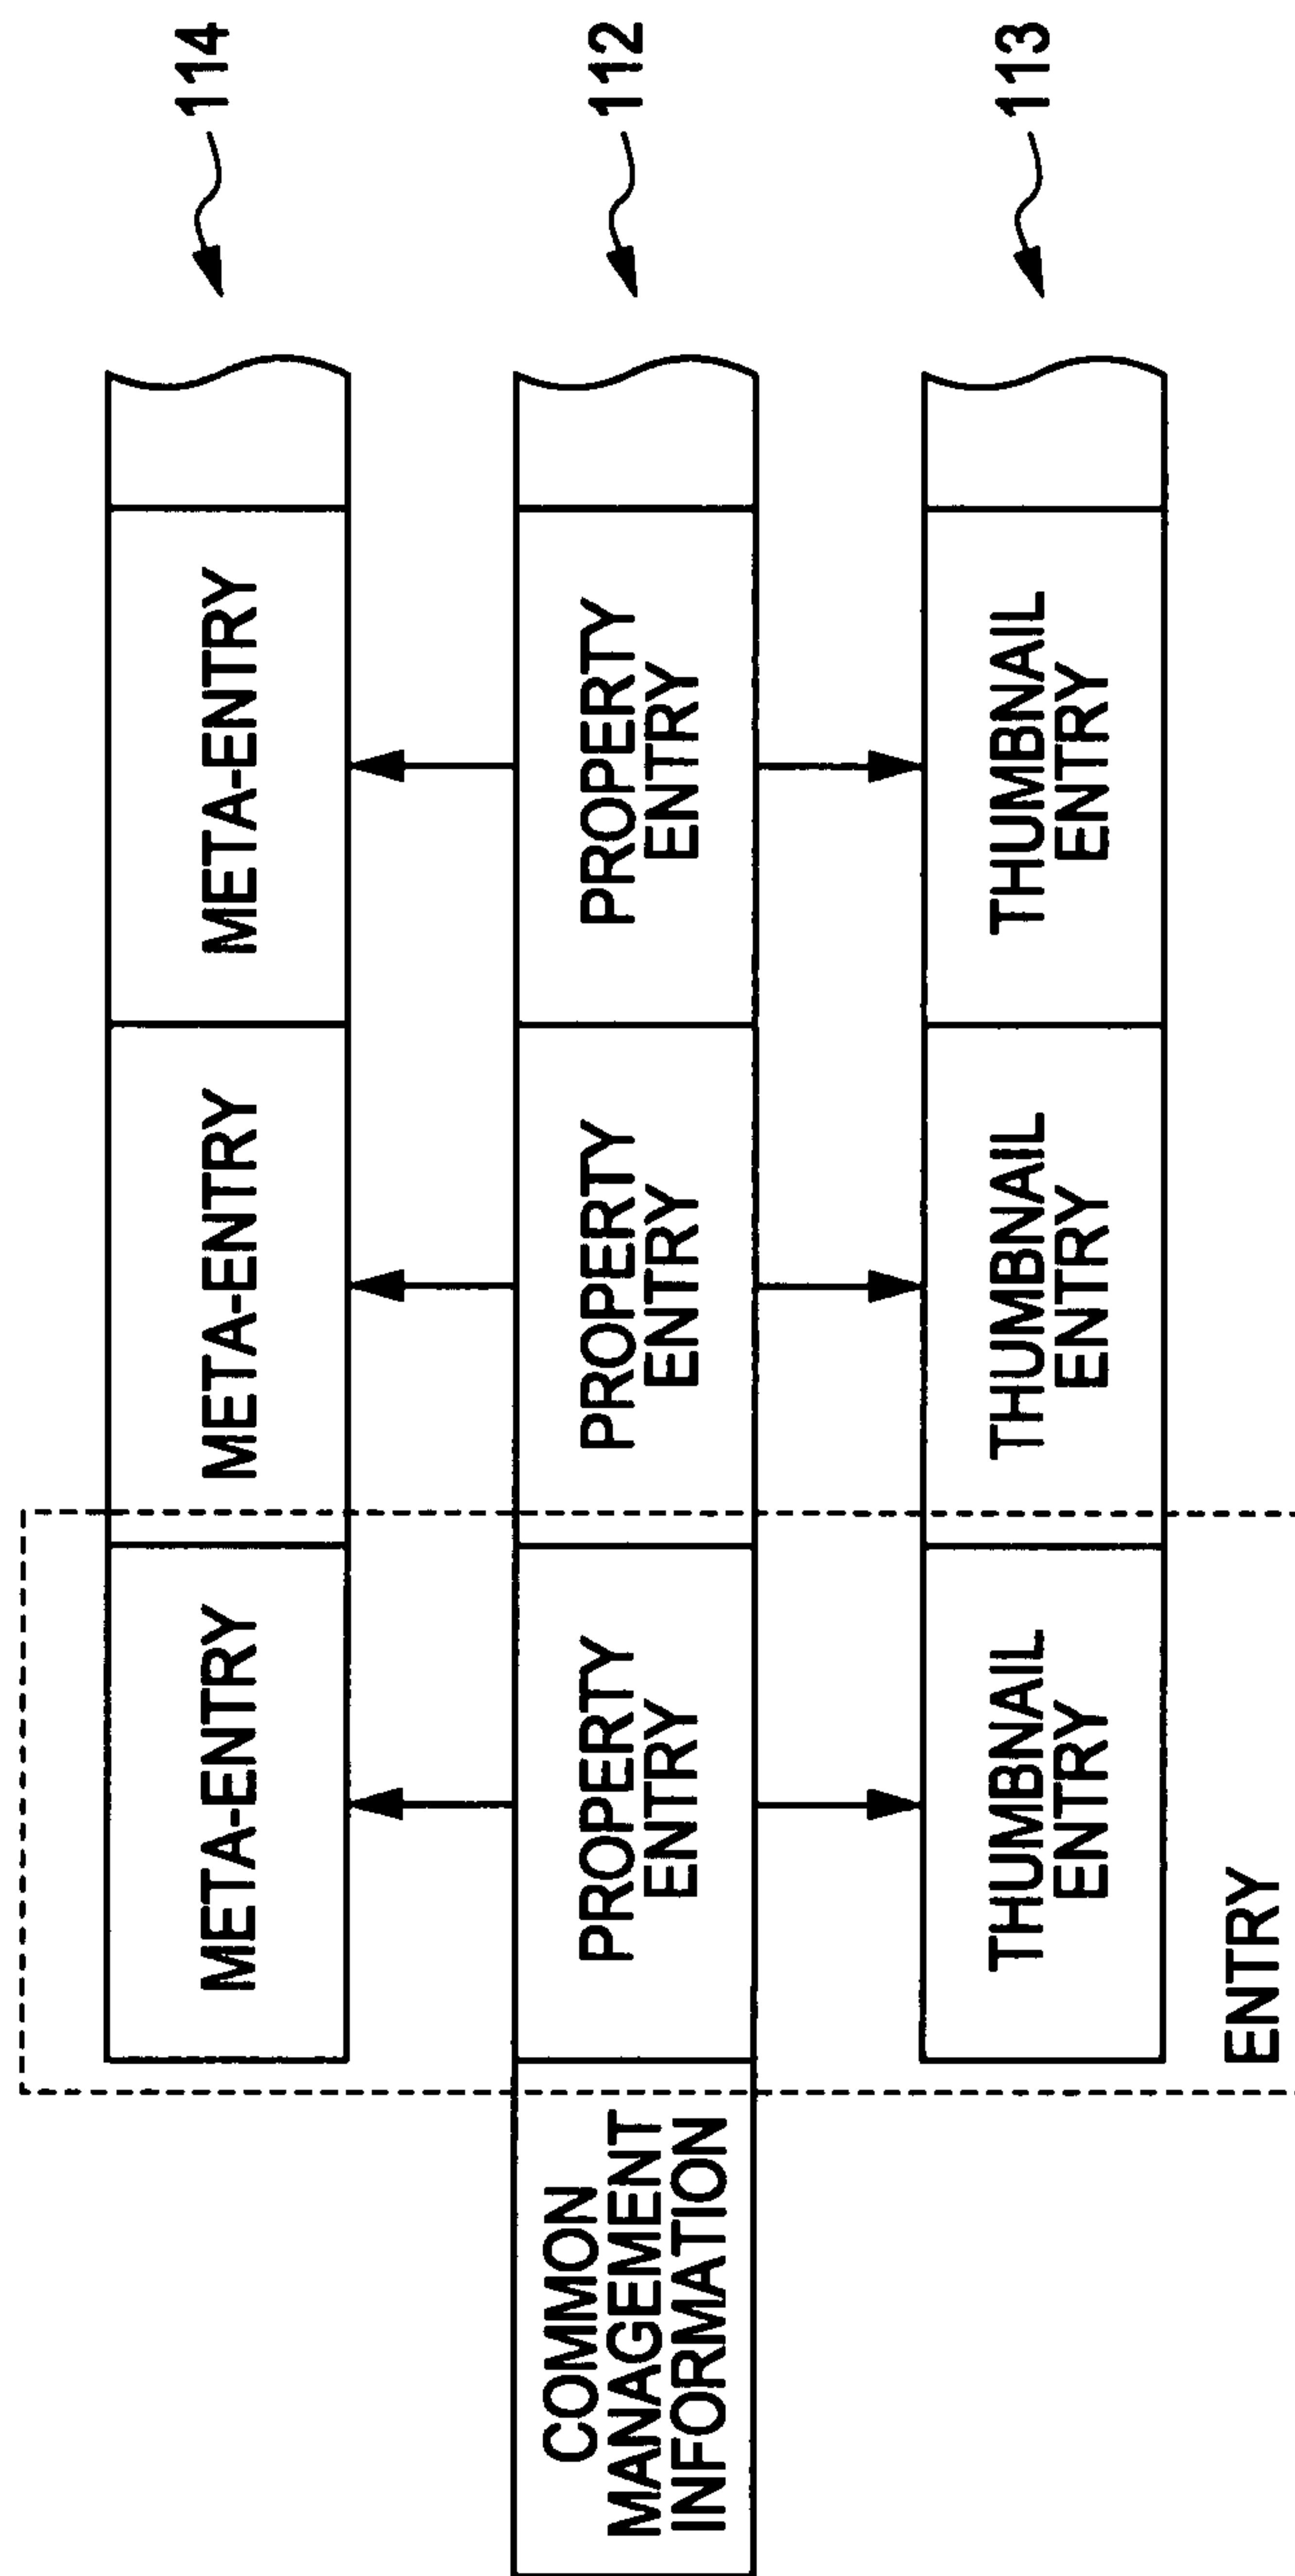 META-ENTRY
META-ENTRY
META-ENTRY
114
COMMON
MANAGEMENT
INFORMATION
PROPERTY
ENTRY
PROPERTY
ENTRY
PROPERTY
ENTRY
112
THUMBNAIL
ENTRY
THUMBNAIL
ENTRY
THUMBNAIL
ENTRY
113
ENTRY